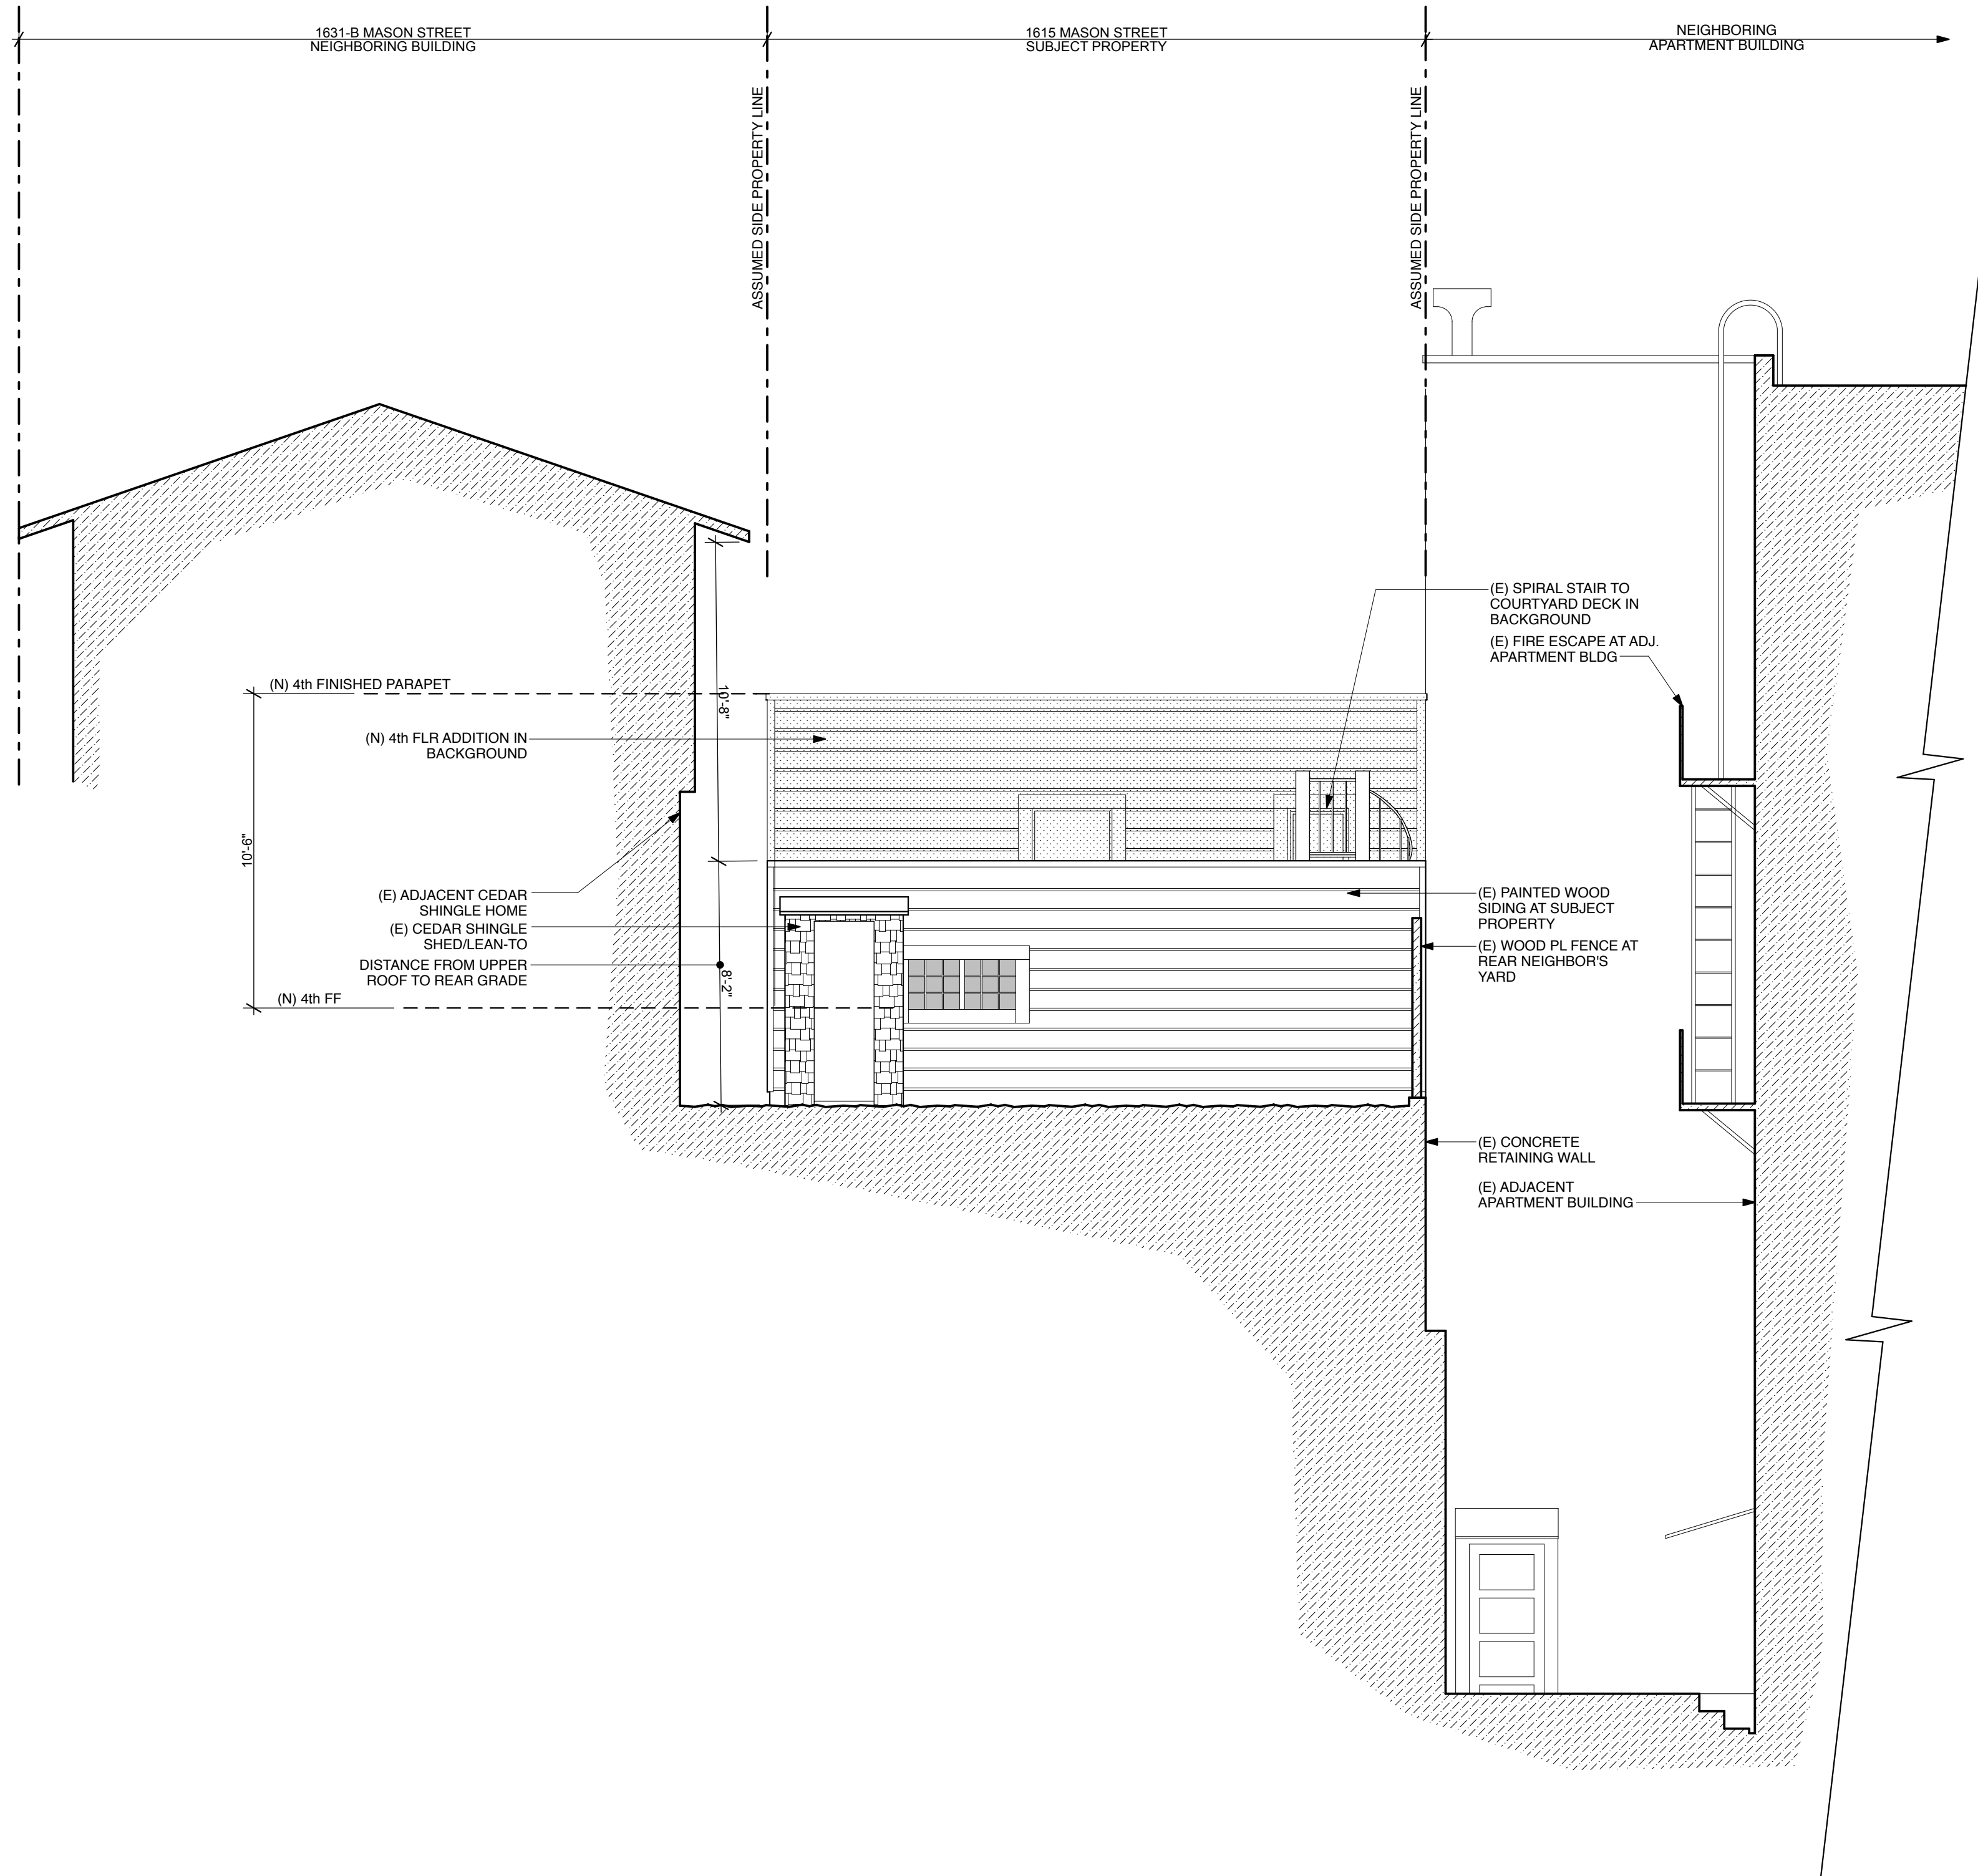 1631-B MASON STREET
NEIGHBORING BUILDING
1615 MASON STREET
SUBJECT PROPERTY
NEIGHBORING
APARTMENT BUILDING
ASSUMED SIDE PROPERTY LINE
ASSUMED SIDE PROPERTY LINE
(E) SPIRAL STAIR TO
COURTYARD DECK IN
BACKGROUND
(E) FIRE ESCAPE AT ADJ.
APARTMENT BLDG
(N) 4th FINISHED PARAPET
10'-8"
(N) 4th FLR ADDITION IN
BACKGROUND
10'-6"
(E) ADJACENT CEDAR
SHINGLE HOME
(E) CEDAR SHINGLE
SHED/LEAN-TO
DISTANCE FROM UPPER
ROOF TO REAR GRADE
8'-2"
(N) 4th FF
(E) PAINTED WOOD
SIDING AT SUBJECT
PROPERTY
(E) WOOD PL FENCE AT
REAR NEIGHBOR'S
YARD
(E) CONCRETE
RETAINING WALL
(E) ADJACENT
APARTMENT BUILDING